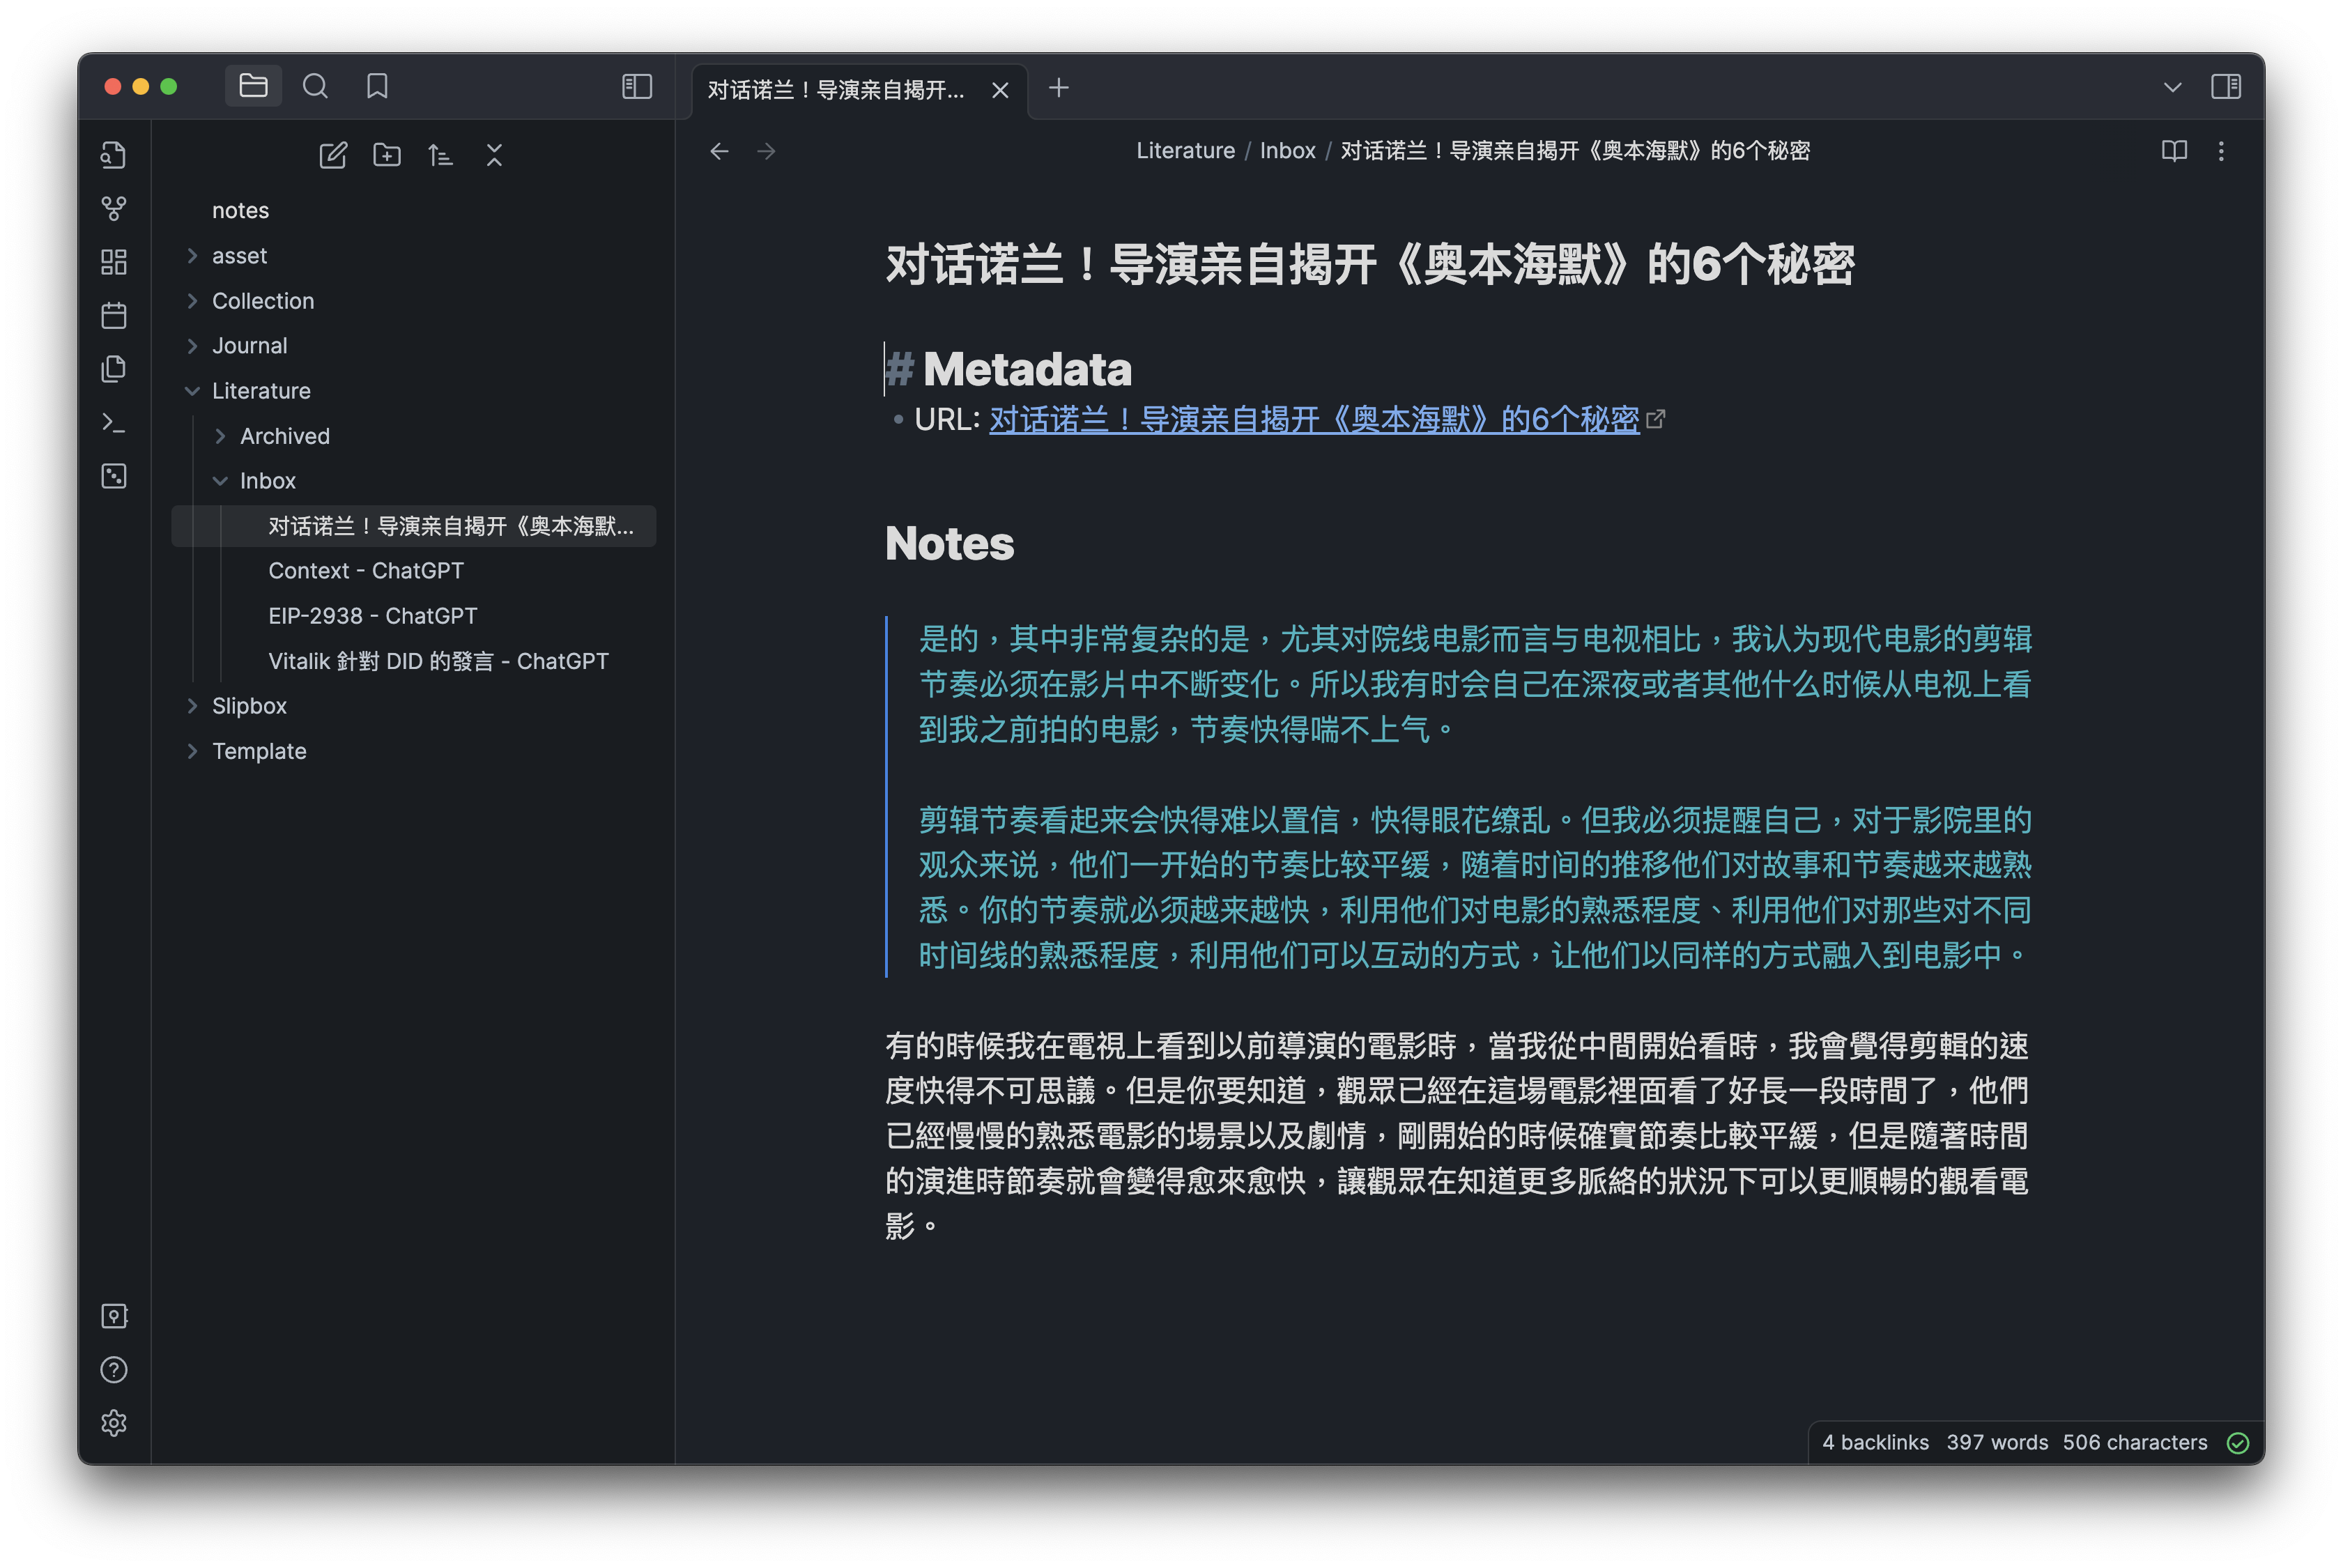 对话诺兰！导演亲自揭开...
Literature / Inbox / 对话诺兰！导演亲自揭开《奥本海默》的6个秘密
notes
asset
Collection
Journal
Literature
Archived
Inbox
对话诺兰！导演亲自揭开《奥本海默...
Context - ChatGPT
EIP-2938 - ChatGPT
Vitalik 針對 DID 的發言 - ChatGPT
Slipbox
Template
对话诺兰！导演亲自揭开《奥本海默》的6个秘密
# Metadata
• URL: 对话诺兰！导演亲自揭开《奥本海默》的6个秘密
Notes
是的，其中非常复杂的是，尤其对院线电影而言与电视相比，我认为现代电影的剪辑
节奏必须在影片中不断变化。所以我有时会自己在深夜或者其他什么时候从电视上看
到我之前拍的电影，节奏快得喘不上气。
剪辑节奏看起来会快得难以置信，快得眼花缭乱。但我必须提醒自己，对于影院里的
观众来说，他们一开始的节奏比较平缓，随着时间的推移他们对故事和节奏越来越熟
悉。你的节奏就必须越来越快，利用他们对电影的熟悉程度、利用他们对那些对不同
时间线的熟悉程度，利用他们可以互动的方式，让他们以同样的方式融入到电影中。
有的時候我在電視上看到以前導演的電影時，當我從中間開始看時，我會覺得剪輯的速
度快得不可思議。但是你要知道，觀眾已經在這場電影裡面看了好長一段時間了，他們
已經慢慢的熟悉電影的場景以及劇情，剛開始的時候確實節奏比較平緩，但是隨著時間
的演進時節奏就會變得愈來愈快，讓觀眾在知道更多脈絡的狀況下可以更順暢的觀看電
影。
4 backlinks 397 words 506 characters